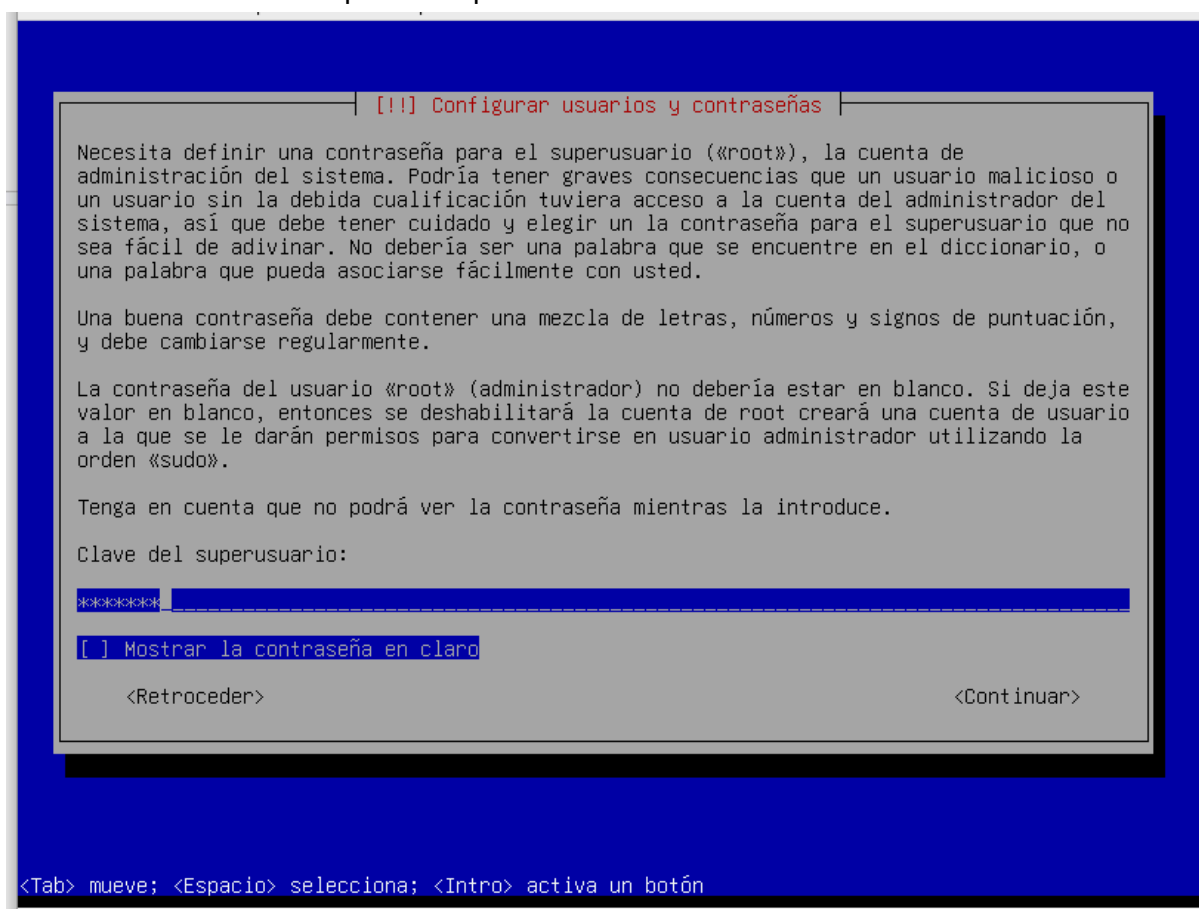 [!!] Configurar usuarios y contraseñas
Necesita definir una contraseña para el superusuario («root»), la cuenta de
administración del sistema. Podría tener graves consecuencias que un usuario malicioso o
un usuario sin la debida cualificación tuviera acceso a la cuenta del administrador del
sistema, así que debe tener cuidado y elegir un la contraseña para el superusuario que no
sea fácil de adivinar. No debería ser una palabra que se encuentre en el diccionario, o
una palabra que pueda asociarse fácilmente con usted.
Una buena contraseña debe contener una mezcla de letras, números y signos de puntuación,
y debe cambiarse regularmente.
La contraseña del usuario «root» (administrador) no debería estar en blanco. Si deja este
valor en blanco, entonces se deshabilitará la cuenta de root creará una cuenta de usuario
a la que se le darán permisos para convertirse en usuario administrador utilizando la
orden «sudo».
Tenga en cuenta que no podrá ver la contraseña mientras la introduce.
Clave del superusuario:
*******
[ ] Mostrar la contraseña en claro
<Retroceder> <Continuar>
<Tab> mueve; <Espacio> selecciona; <Intro> activa un botón